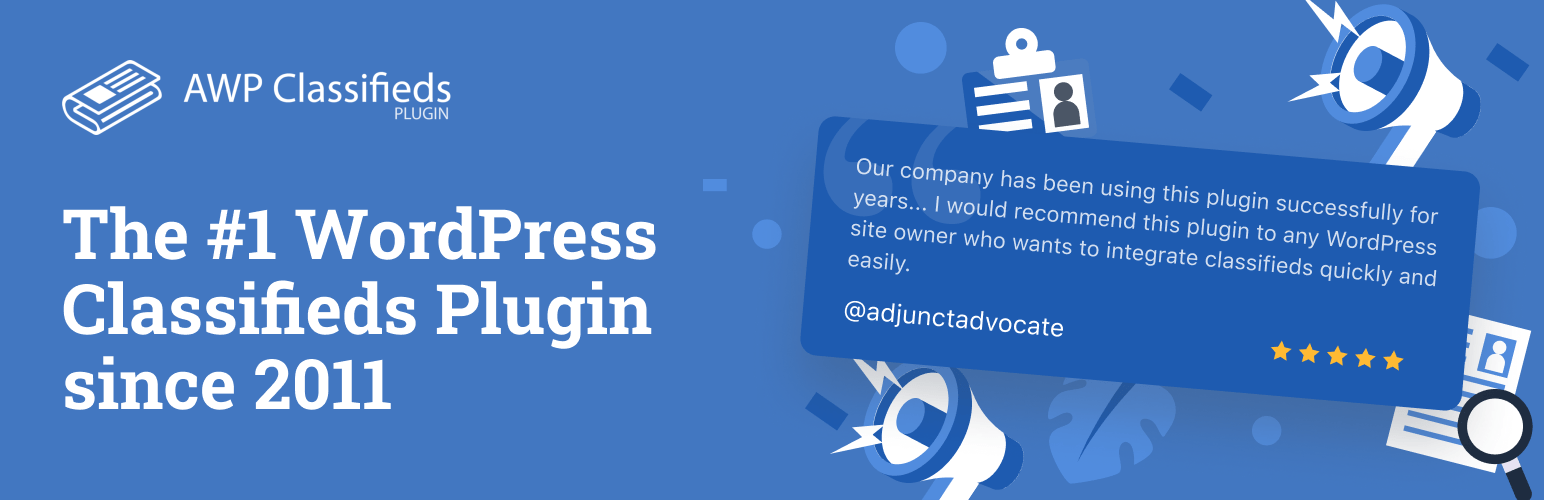 AWP Classifieds
PLUGIN
The #1 WordPress
Classifieds Plugin
since 2011
Our company has been using this plugin successfully for
years... I would recommend this plugin to any WordPress
site owner who wants to integrate classifieds quickly and
easily.
@adjunctadvocate